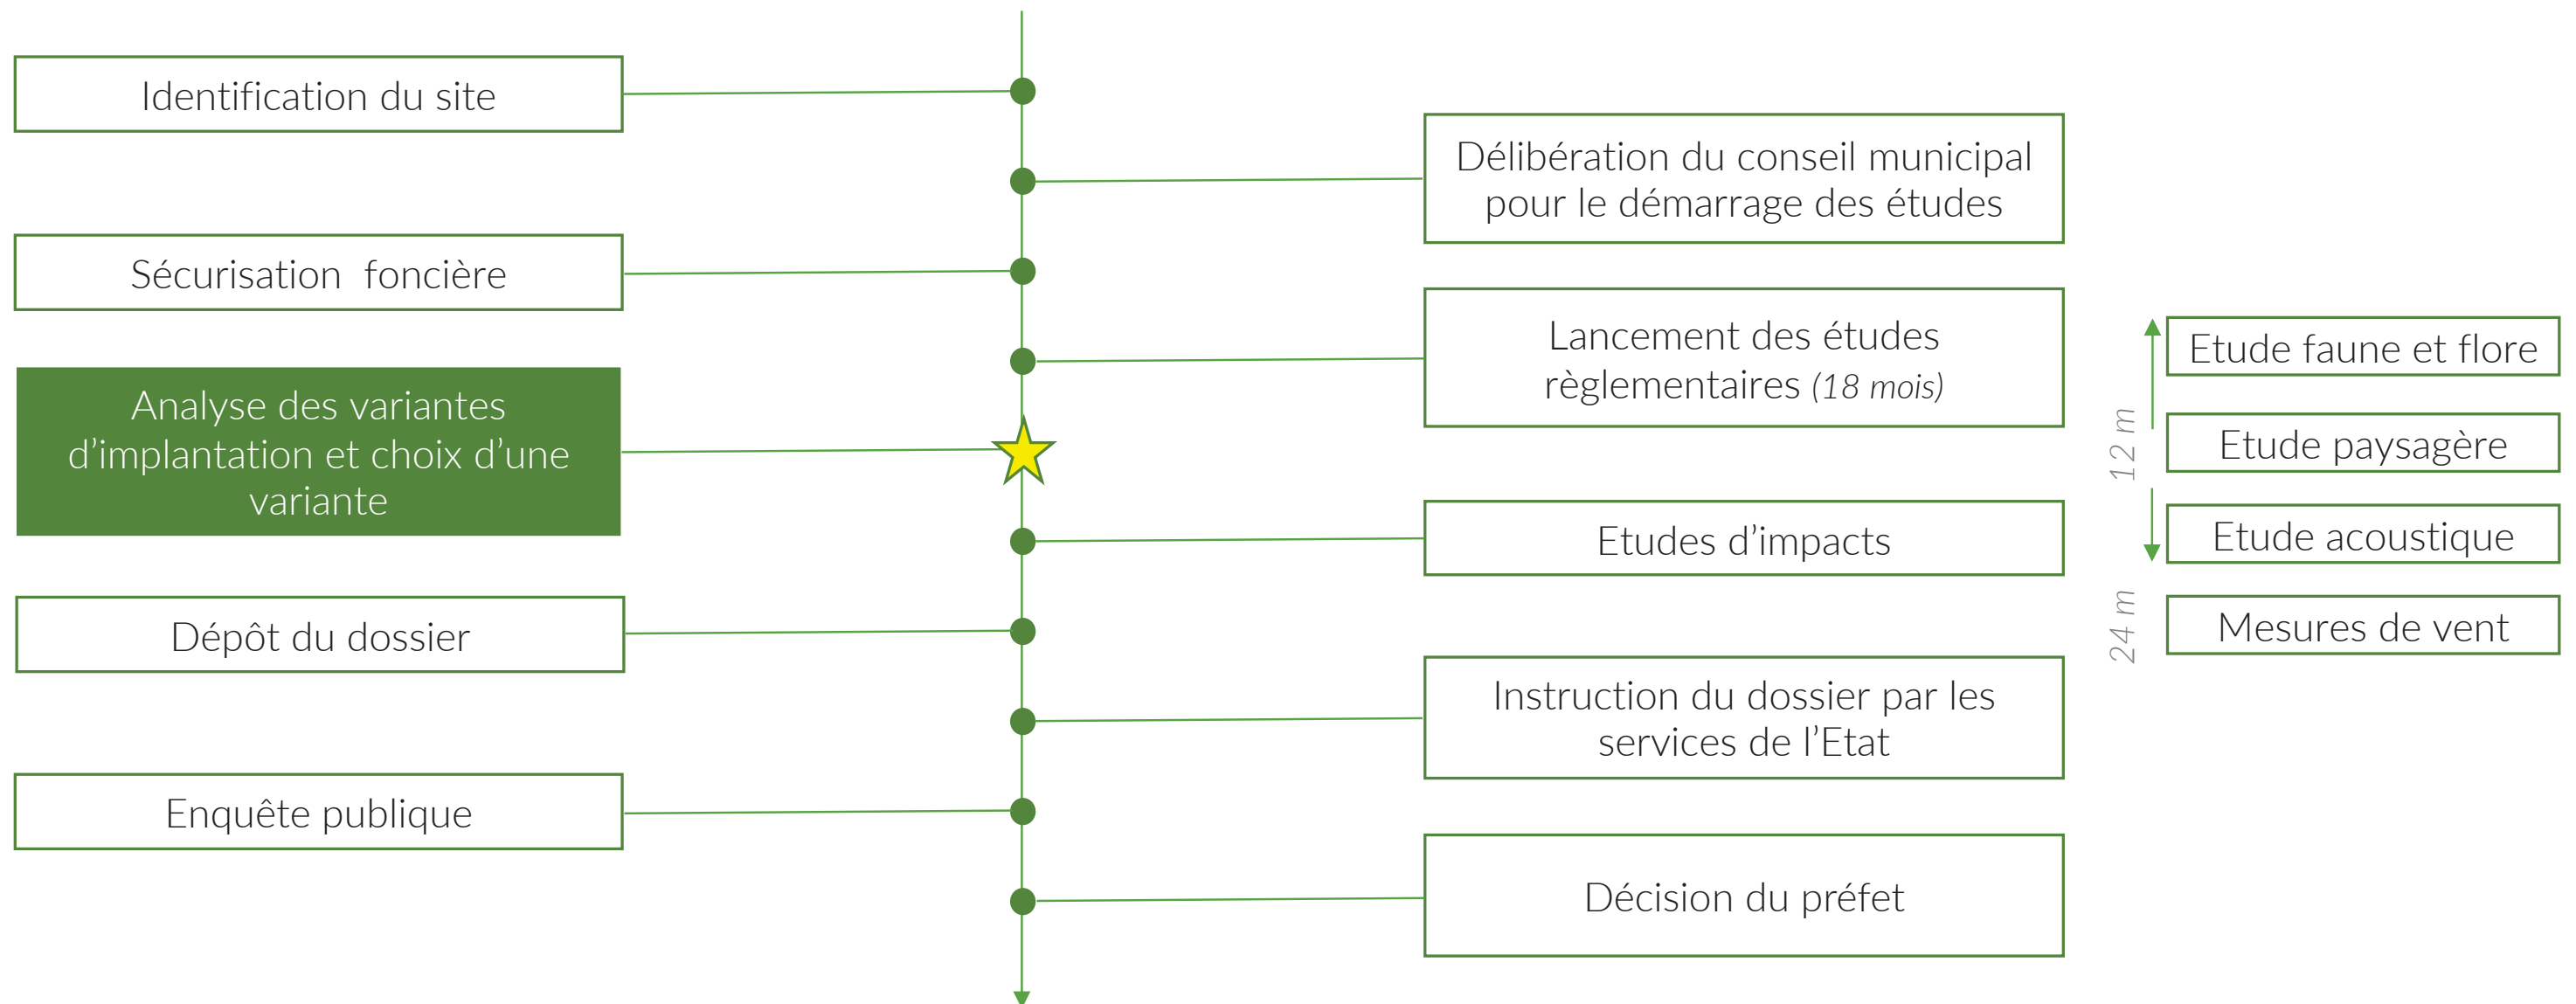 Identification du site
Délibération du conseil municipal
pour le démarrage des études
Sécurisation foncière
Lancement des études
règlementaires (18 mois)
Analyse des variantes
d’implantation et choix d’une
variante
Etudes d’impacts
Dépôt du dossier
Instruction du dossier par les
services de l’Etat
Enquête publique
Décision du préfet
12 m
Etude faune et flore
Etude paysagère
Etude acoustique
24 m
Mesures de vent